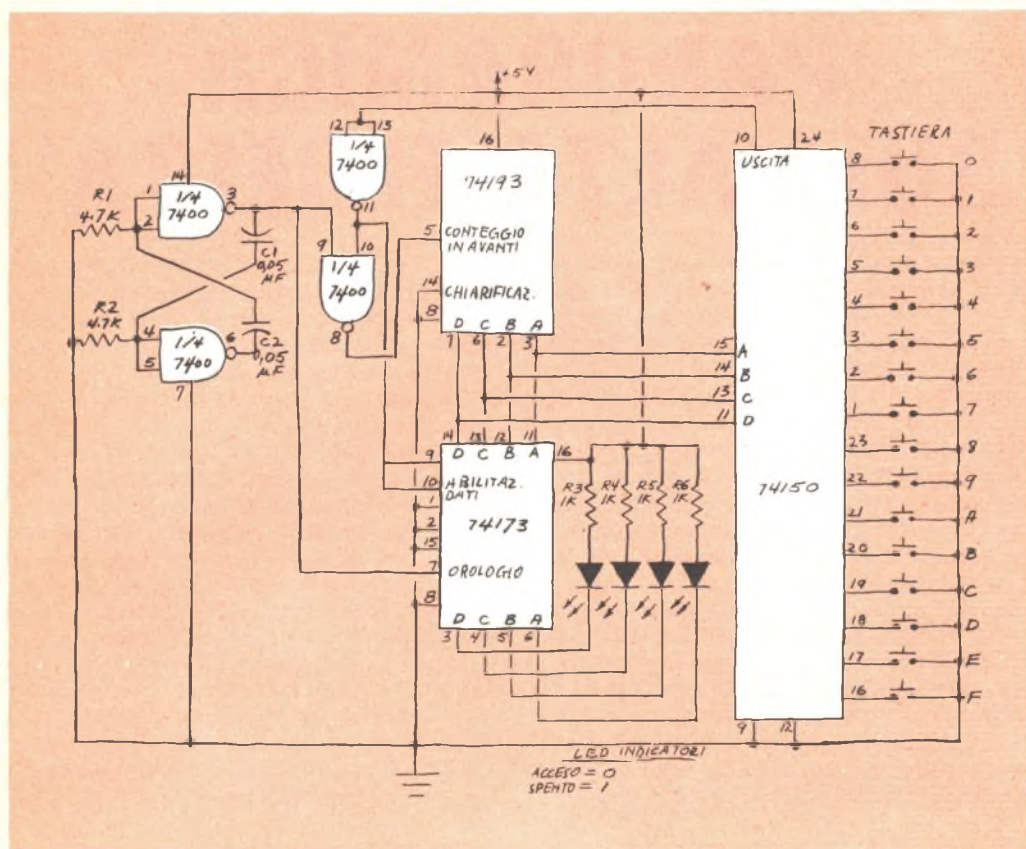 +5V
R1
4.7K
1
2
14
1/4
7400
3
C1
0,05
µF
R2
4.7K
4
5
1/4
7400
6
7
C2
0,05
µF
12
13
1/4
7400
11
9
10
1/4
7400
8
16
74193
5
CONTEGGIO
IN AVANTI
14
CHIARIFICAZ.
8
D C B A
7 6 2 3
14 13 12 11
D C B A
16
9
10
ABILITAZ.
DATI
1
2
74173
15
7
OROLOGIO
8
D C B A
3 4 5 6
R3
1K
R4
1K
R5
1K
R6
1K
10
24
USCITA
15
A
14
B
13
C
11
D
74150
9
12
TASTIERA
8 0
7 1
6 2
5 3
4 4
3 5
2 6
1 7
23 8
22 9
21 A
20 B
19 C
18 D
17 E
16 F
LED INDICATORI
ACCESO = 0
SPENTO = 1